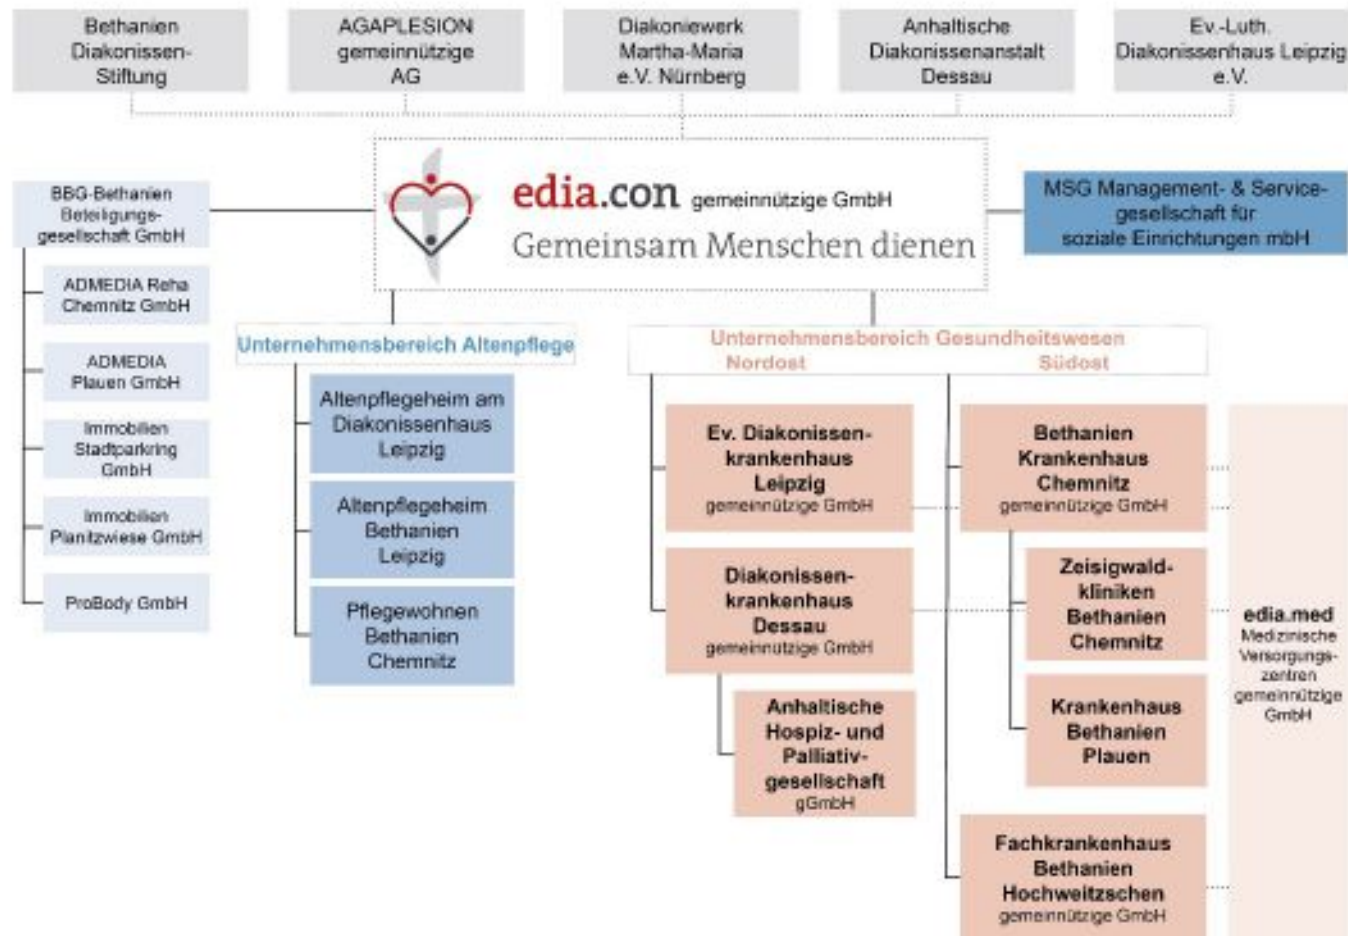 Bethanien
Diakonissen-
Stiftung
AGAPLESION
gemeinnützige
AG
Diakoniewerk
Martha-Maria
e.V. Nürnberg
Anhaltische
Diakonissenanstalt
Dessau
Ev.-Luth.
Diakonissenhaus Leipzig
e.V.
edia.con gemeinnützige GmbH
Gemeinsam Menschen dienen
BBG-Bethanien
Beteiligungs-
gesellschaft GmbH
ADMEDIA Reha
Chemnitz GmbH
ADMEDIA
Plauen GmbH
Immobilien
Stadtparkring
GmbH
Immobilien
Planitzwiese GmbH
ProBody GmbH
MSG Management- & Service-
gesellschaft für
soziale Einrichtungen mbH
Unternehmensbereich Altenpflege
Altenpflegeheim am
Diakonissenhaus
Leipzig
Altenpflegeheim
Bethanien
Leipzig
Pflegewohnen
Bethanien
Chemnitz
Unternehmensbereich Gesundheitswesen
Nordost Südost
Ev. Diakonissen-
krankenhaus
Leipzig
gemeinnützige GmbH
Diakonissen-
krankenhaus
Dessau
gemeinnützige GmbH
Anhaltische
Hospiz- und
Palliativ-
gesellschaft
gGmbH
Bethanien
Krankenhaus
Chemnitz
gemeinnützige GmbH
Zeisigwald-
kliniken
Bethanien
Chemnitz
Krankenhaus
Bethanien
Plauen
Fachkrankenhaus
Bethanien
Hochweitzschen
gemeinnützige GmbH
edia.med
Medizinische
Versorgungs-
zentren
gemeinnützige
GmbH